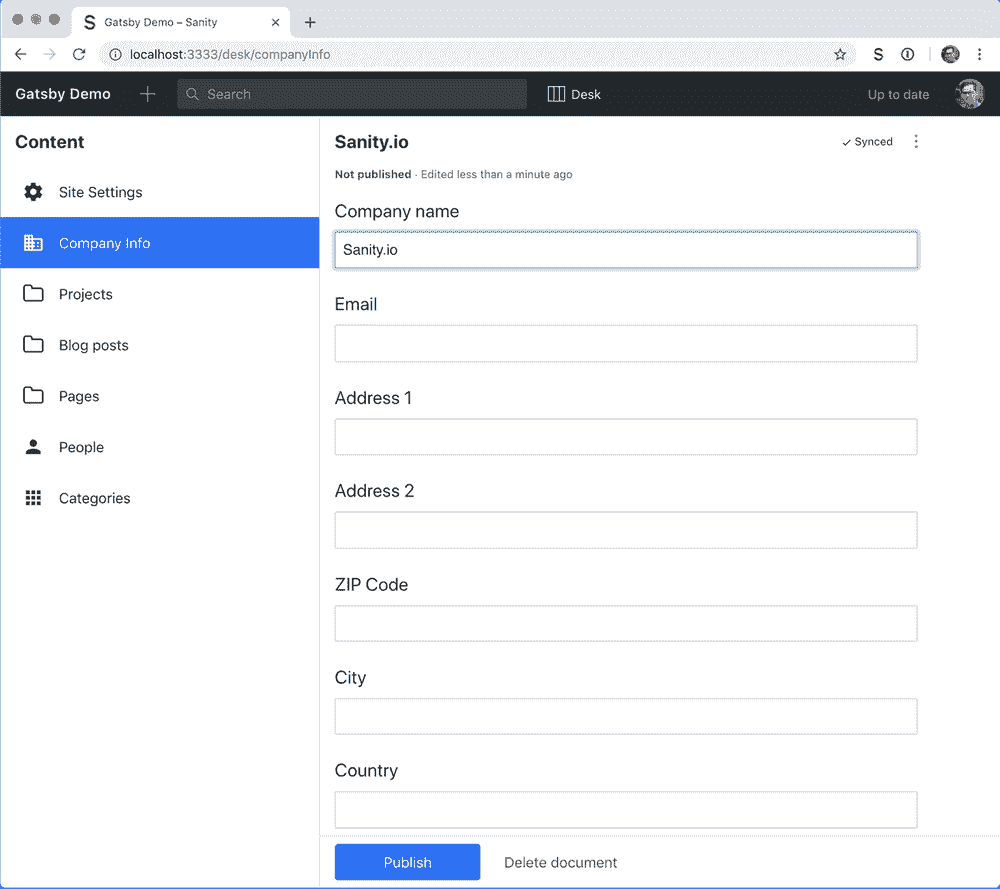 S Gatsby Demo – Sanity
localhost:3333/desk/companyInfo
S
Gatsby Demo
Search
Desk
Up to date
Content
Site Settings
Company Info
Projects
Blog posts
Pages
People
Categories
Sanity.io
Synced
Not published · Edited less than a minute ago
Company name
Sanity.io
Email
Address 1
Address 2
ZIP Code
City
Country
Publish
Delete document